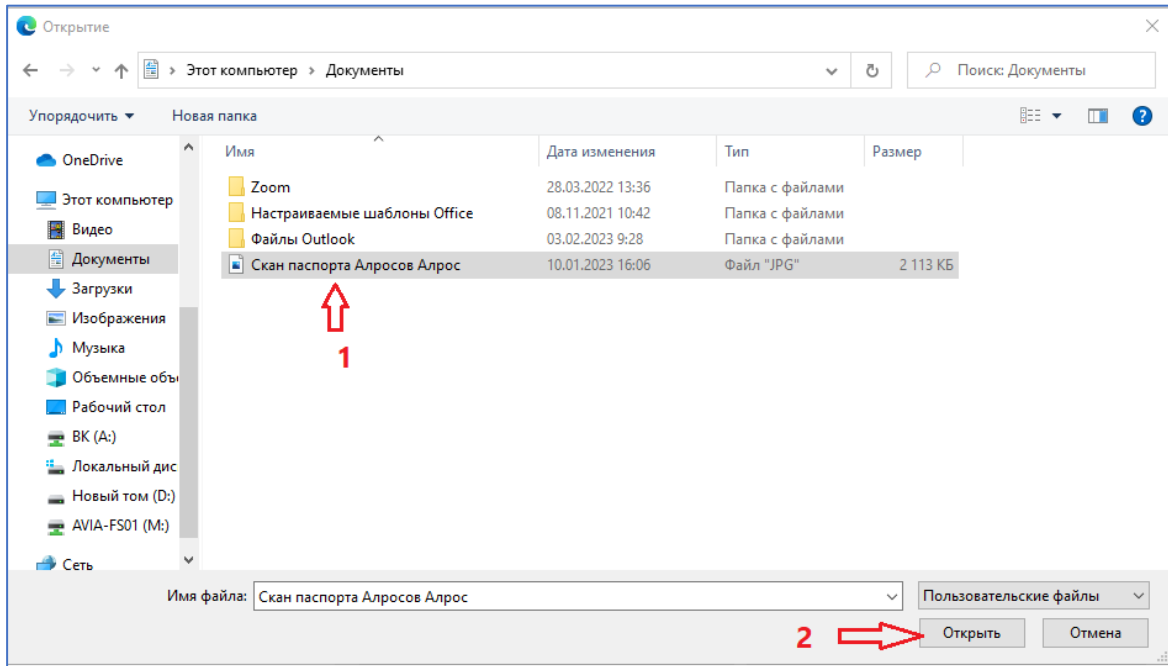 Открытие
Этот компьютер › Документы
Поиск: Документы
Упорядочить
Новая папка
Имя
Дата изменения
Тип
Размер
OneDrive
Этот компьютер
Видео
Документы
Загрузки
Изображения
Музыка
Объемные объ
Рабочий стол
ВК (A:)
Локальный дис
Новый том (D:)
AVIA-FS01 (M:)
Сеть
Zoom 28.03.2022 13:36 Папка с файлами
Настраиваемые шаблоны Office 08.11.2021 10:42 Папка с файлами
Файлы Outlook 03.02.2023 9:28 Папка с файлами
Скан паспорта Алросов Алрос 10.01.2023 16:06 Файл "JPG" 2 113 КБ
1
Имя файла: Скан паспорта Алросов Алрос
Пользовательские файлы
2
Открыть
Отмена